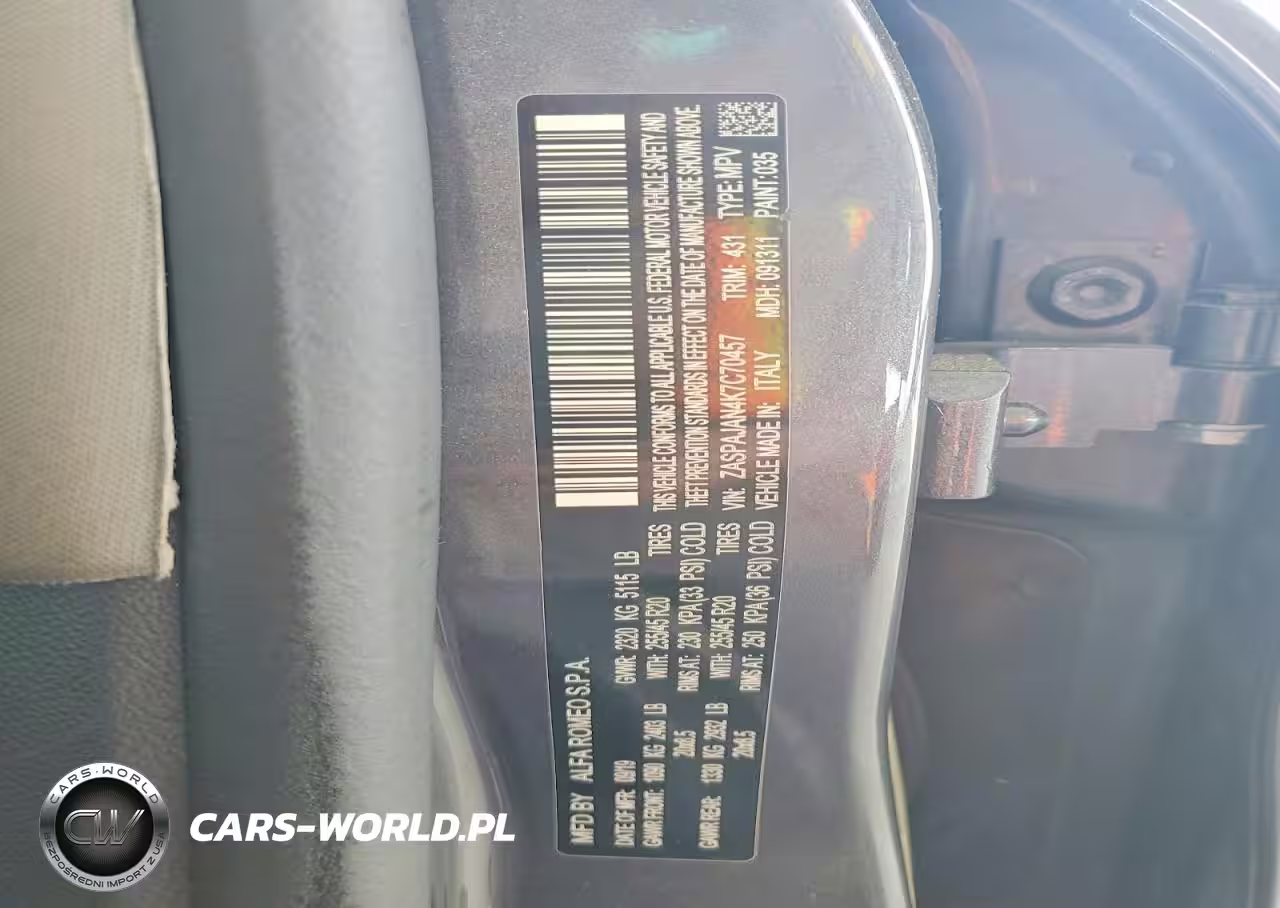 MFD BY ALFA ROMEO S.P.A.
DATE OF MFR: 09/19 GVWR: 2320 KG 5115 LB
GAWR FRONT: 1090 KG 2403 LB WITH: 255/45 R20 TIRES
20x8.5 RIMS AT: 230 KPA(33 PSI) COLD
GAWR REAR: 1330 KG 2932 LB WITH: 255/45 R20 TIRES
20x8.5 RIMS AT: 250 KPA(36 PSI) COLD
THIS VEHICLE CONFORMS TO ALL APPLICABLE U.S. FEDERAL MOTOR VEHICLE SAFETY AND
THEFT PREVENTION STANDARDS IN EFFECT ON THE DATE OF MANUFACTURE SHOWN ABOVE.
VIN: ZASPAJAN4K7C70457 TRIM: 431 TYPE: MPV
VEHICLE MADE IN: ITALY MDH: 091311 PAINT: 035
CARS-WORLD
CW
BEZPOŚREDNI IMPORT Z USA
CARS-WORLD.PL